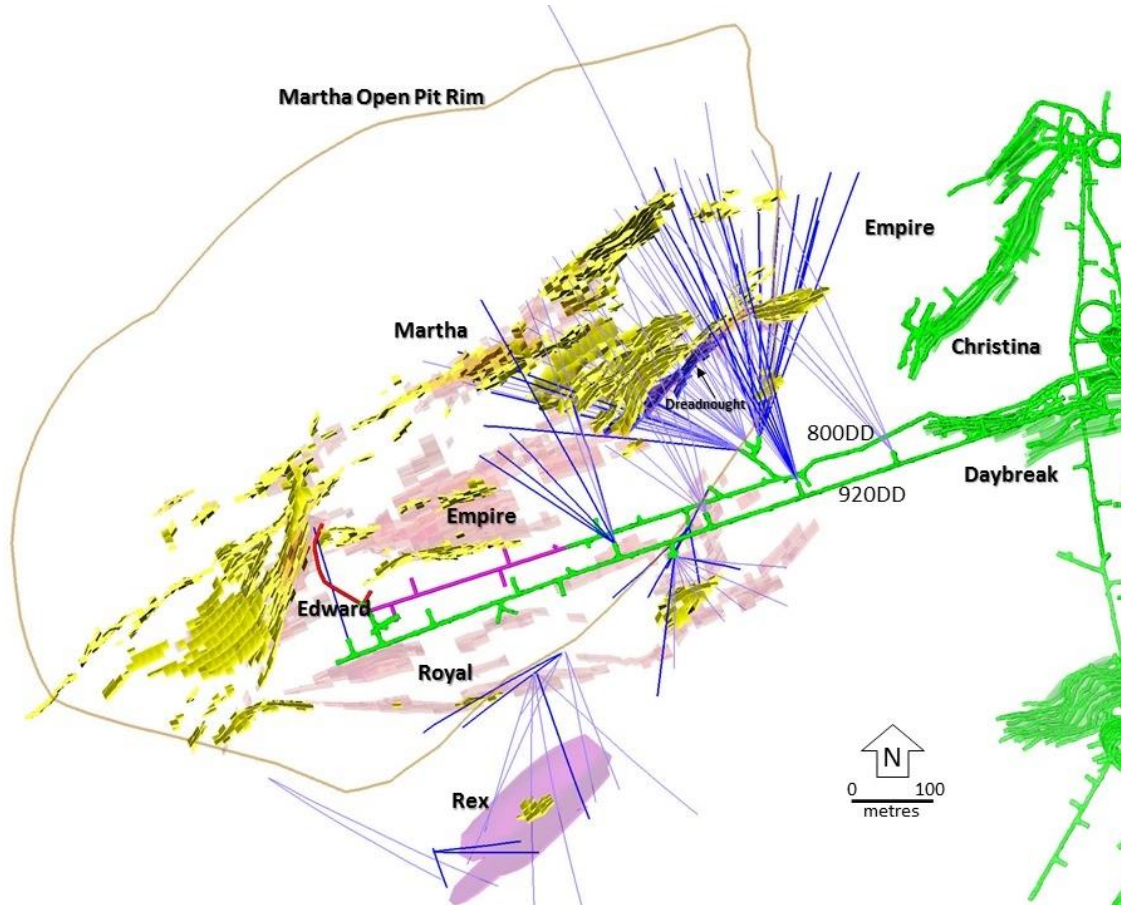 Martha Open Pit Rim
Empire
Martha
Christina
Dreadnought
800DD
Daybreak
920DD
Empire
Edward
Royal
N
0 100
metres
Rex